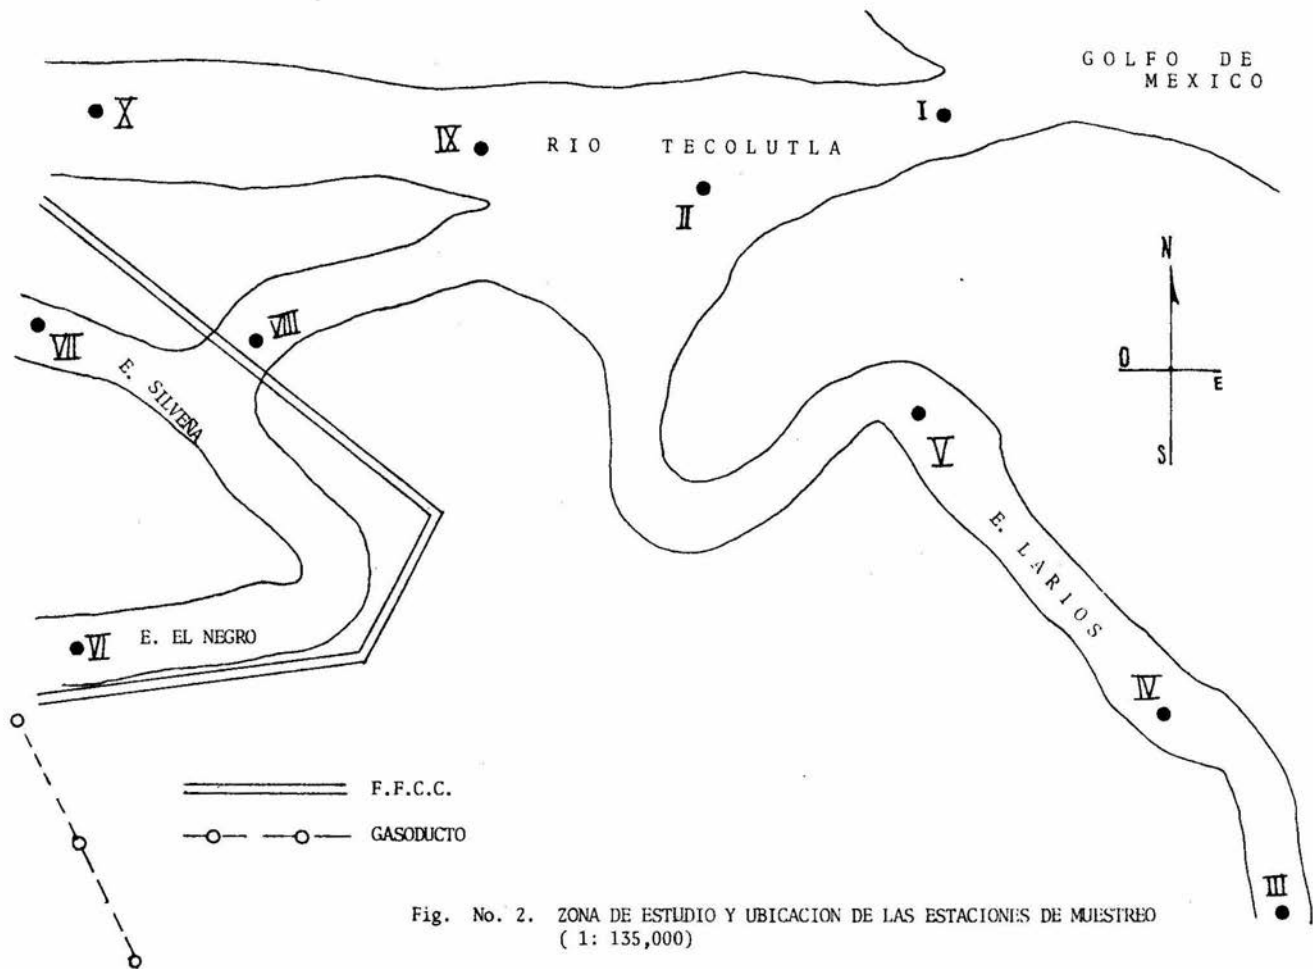 GOLFO DE
MEXICO
X
IX
RIO TECOLUTLA
I
II
N
O
E
S
VII
VIII
E. SILVEÑA
V
E. LARIOS
VI
E. EL NEGRO
IV
III
F.F.C.C.
GASODUCTO
Fig. No. 2. ZONA DE ESTUDIO Y UBICACION DE LAS ESTACIONES DE MUESTREO
( 1: 135,000)